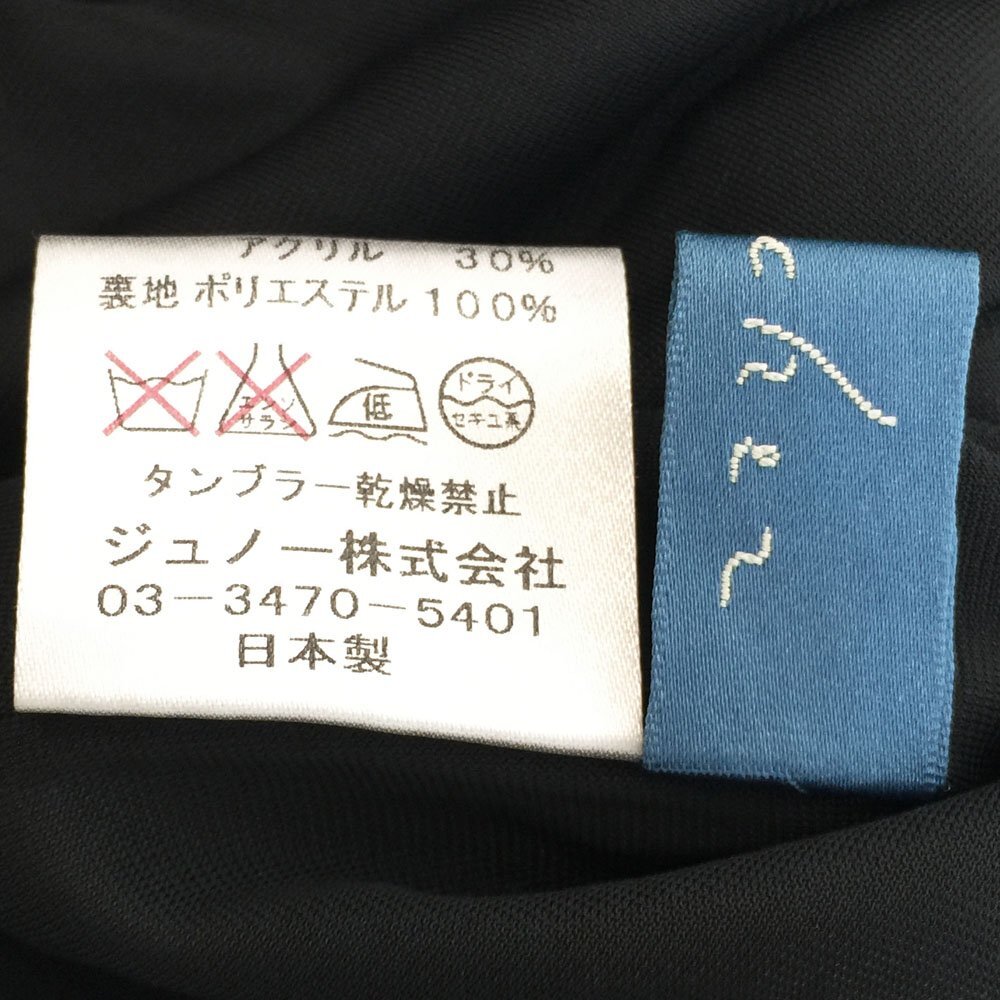 アクリル 30%
裏地 ポリエステル 100%
エンソ
サラシ
低
ドライ
セキユ系
タンブラー乾燥禁止
ジュノー株式会社
03-3470-5401
日本製